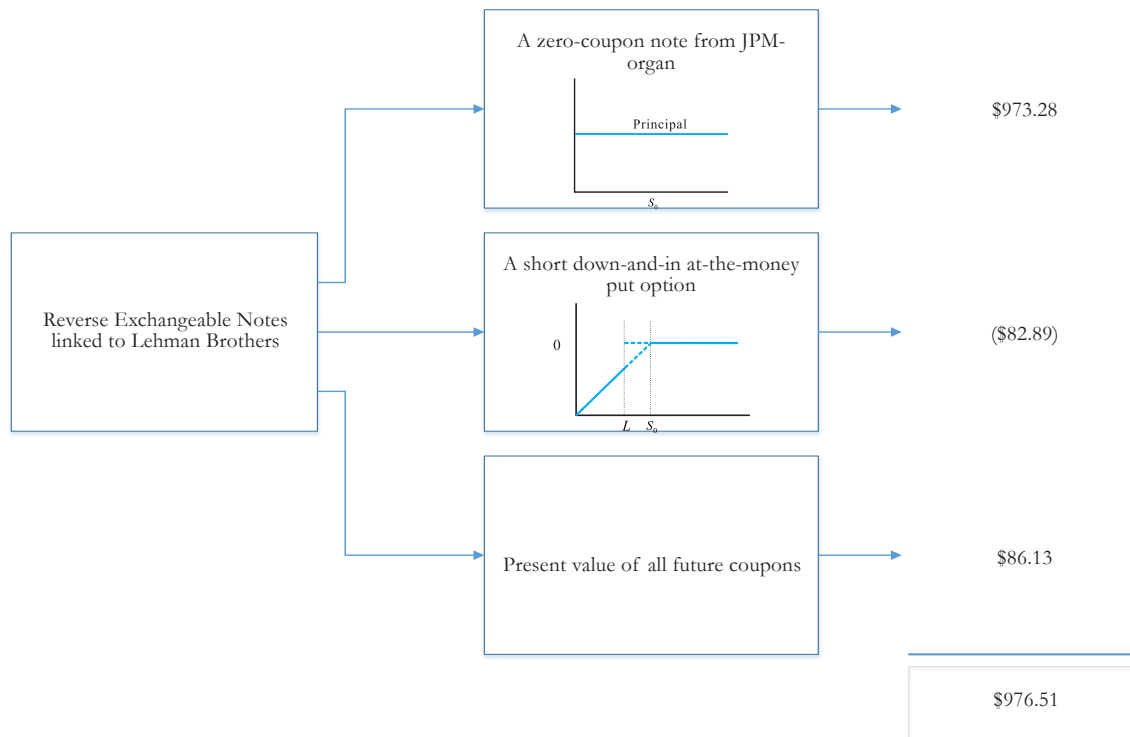 A zero-coupon note from JPM-
organ
Principal
S₀
$973.28
Reverse Exchangeable Notes
linked to Lehman Brothers
A short down-and-in at-the-money
put option
0
L S₀
($82.89)
Present value of all future coupons
$86.13
$976.51